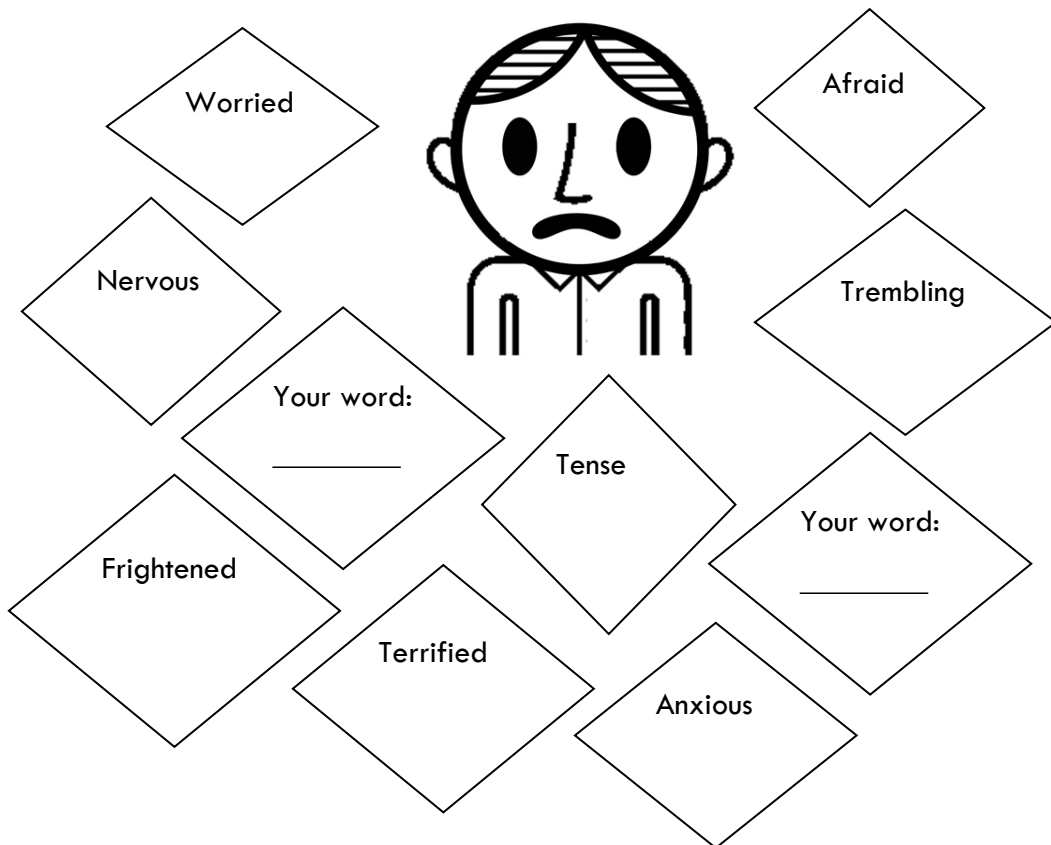 Worried
Afraid
Nervous
Trembling
Your word:
________
Tense
Your word:
________
Frightened
Terrified
Anxious